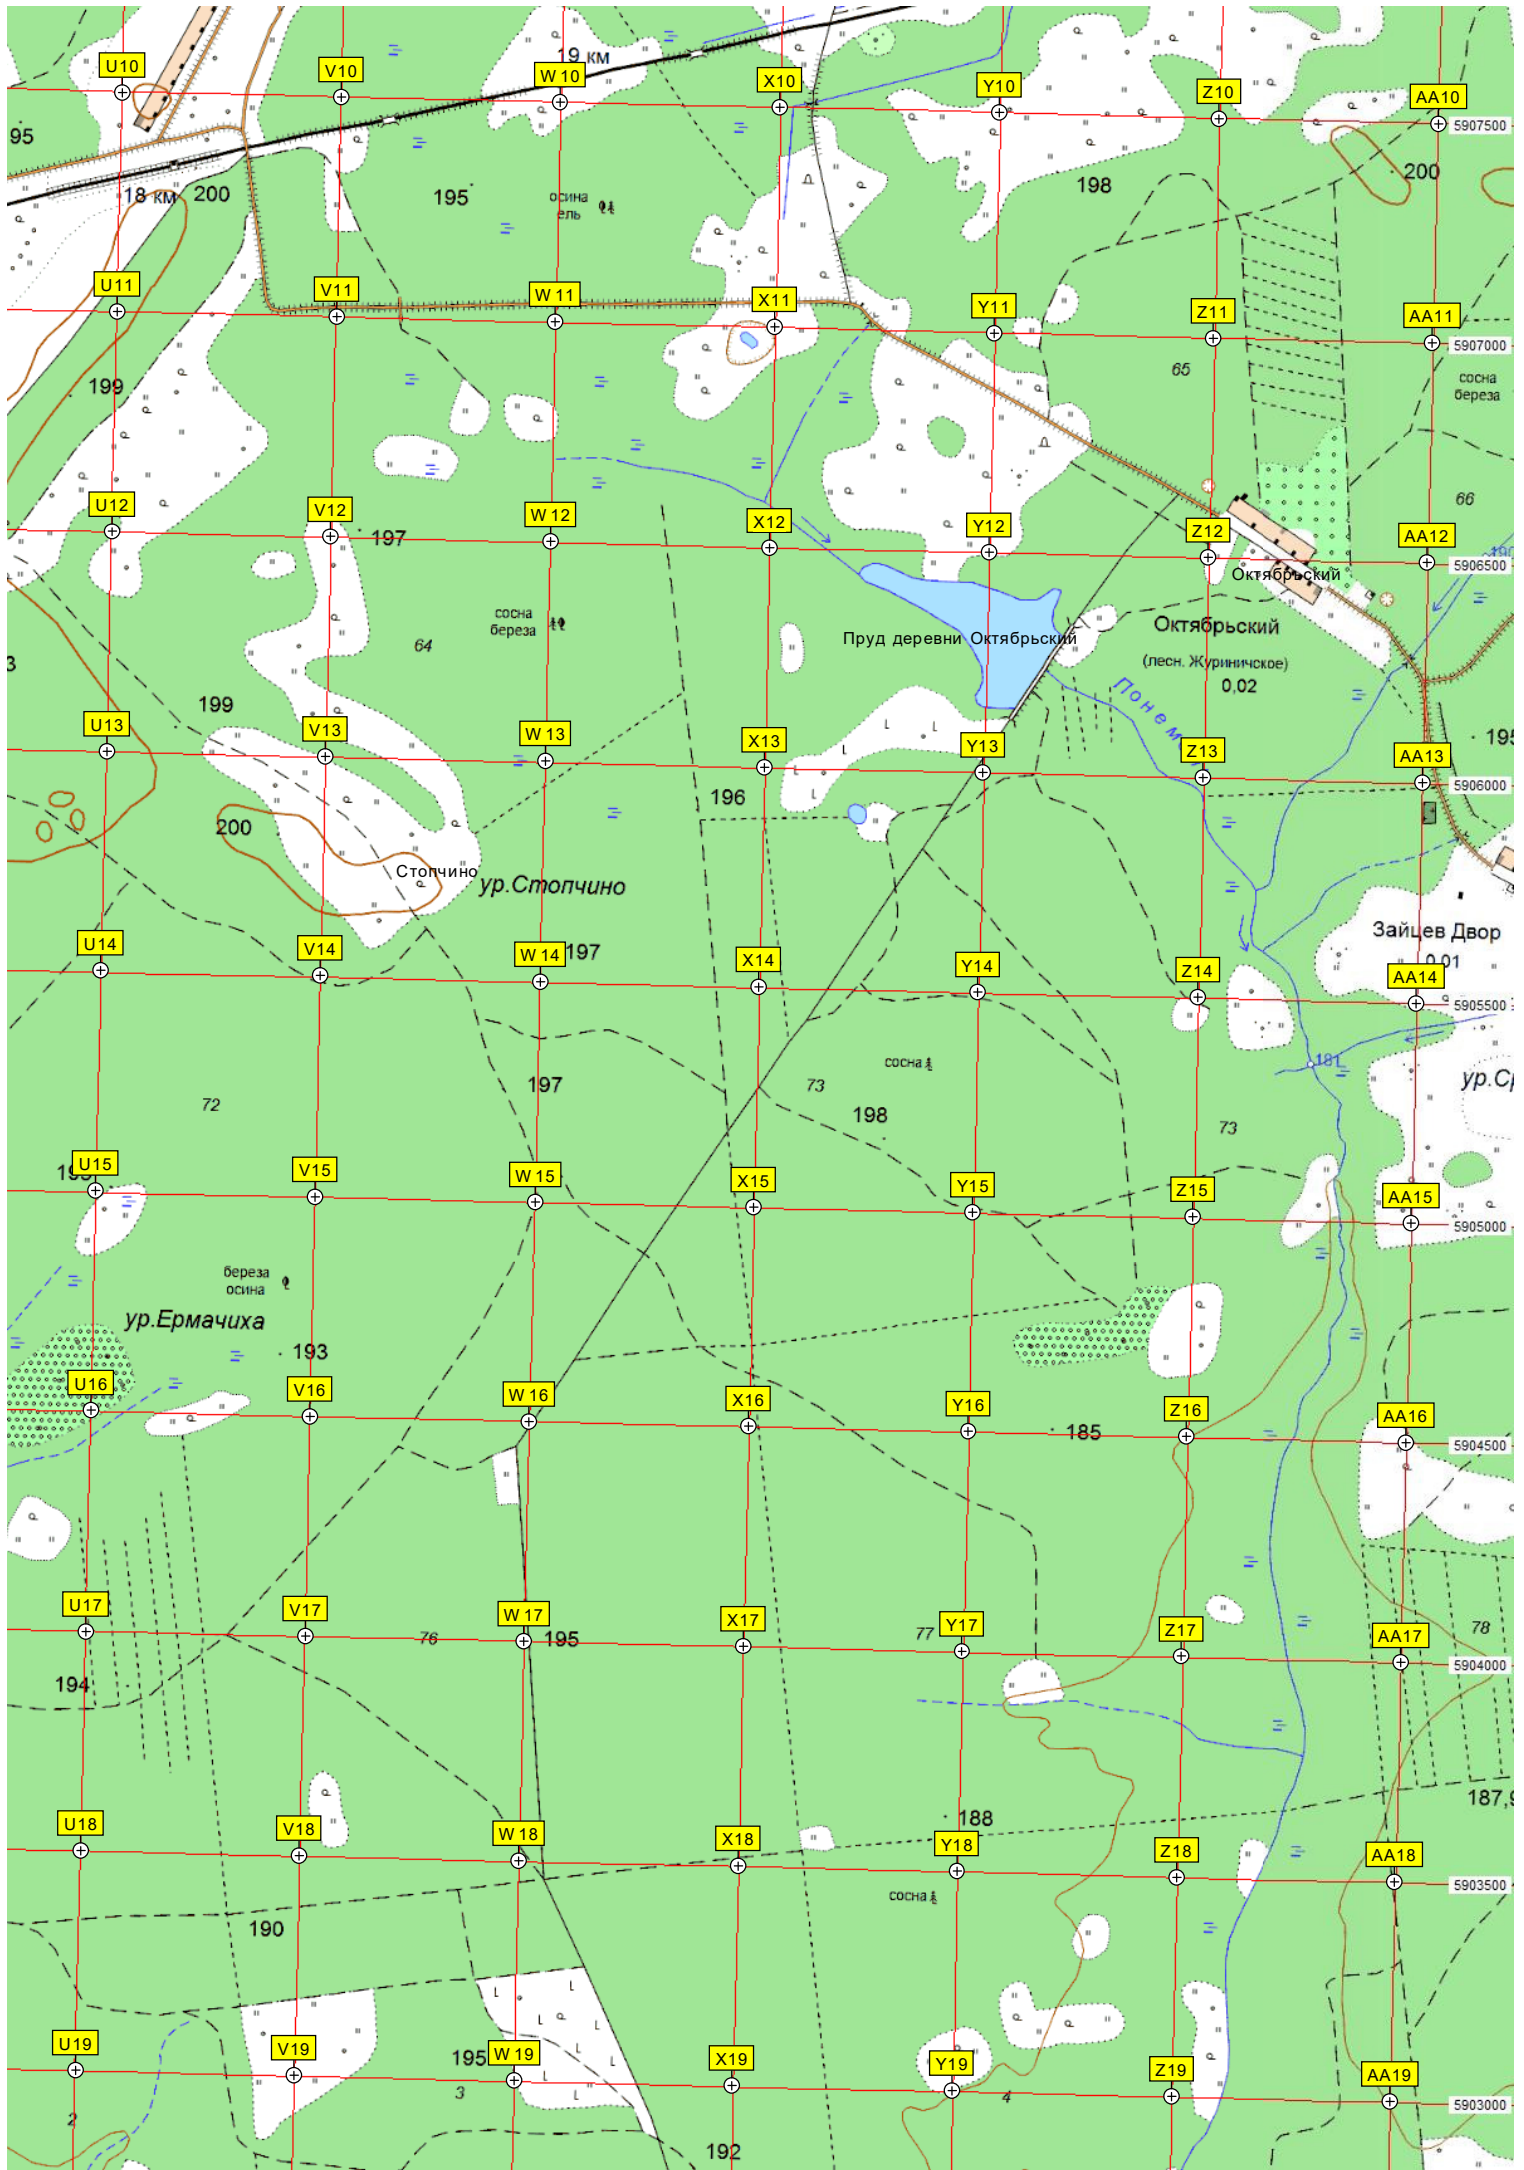 19 км
U10
V10
W 10
X10
Y10
Z10
AA10
5907500
95
18 км
200
195
осина
ель
198
200
U11
V11
W 11
X11
Y11
Z11
AA11
5907000
199
65
сосна
береза
66
U12
V12
W 12
X12
Y12
Z12
AA12
197
5906500
Октябрьский
сосна
береза
64
Пруд деревни Октябрьский
Октябрьский
(лесн. Журиничское)
0,02
3
199
Понем
U13
V13
W 13
X13
Y13
Z13
AA13
195
5906000
196
200
Стопчино
ур.Стопчино
Зайцев Двор
0,01
U14
V14
W 14
197
X14
Y14
Z14
AA14
5905500
сосна
181
197
73
72
198
73
U15
V15
W 15
X15
Y15
Z15
AA15
5905000
береза
осина
ур.Ермачиха
193
U16
V16
W 16
X16
Y16
Z16
AA16
185
5904500
U17
V17
W 17
X17
Y17
Z17
AA17
76
195
77
78
5904000
194
187,9
188
U18
V18
W 18
X18
Y18
Z18
AA18
5903500
сосна
190
U19
V19
195
W 19
X19
Y19
Z19
AA19
3
4
2
5903000
192